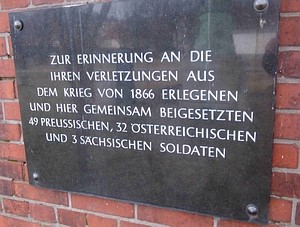 ZUR ERINNERUNG AN DIE
IHREN VERLETZUNGEN AUS
DEM KRIEG VON 1866 ERLEGENEN
UND HIER GEMEINSAM BEIGESETZTEN
49 PREUSSISCHEN, 32 ÖSTERREICHISCHEN
UND 3 SÄCHSISCHEN SOLDATEN